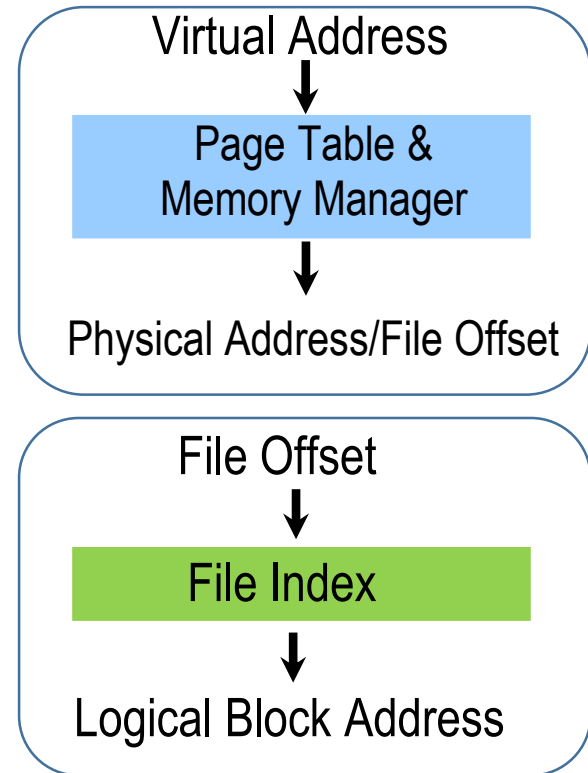 Virtual Address
Page Table &
Memory Manager
Physical Address/File Offset
File Offset
File Index
Logical Block Address